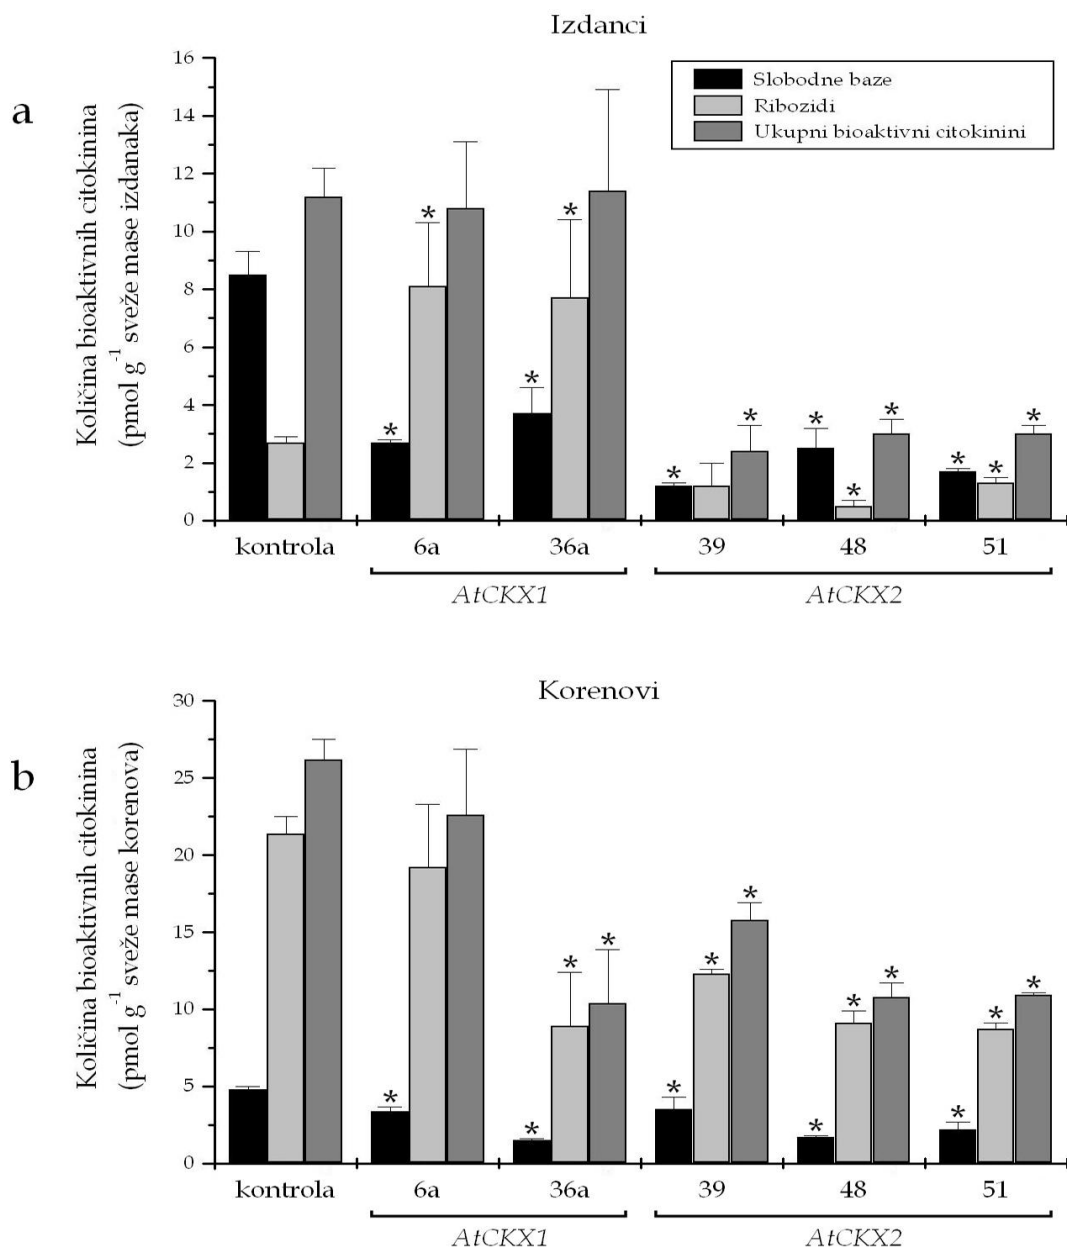 Izdanci
a
Količina bioaktivnih citokinina
(pmol g-1 sveže mase izdanaka)
16
14
12
10
8
6
4
2
0
Slobodne baze
Ribozidi
Ukupni bioaktivni citokinini
* * * * * * * * * * * *
kontrola 6a 36a 39 48 51
AtCKX1 AtCKX2
Korenovi
b
Količina bioaktivnih citokinina
(pmol g-1 sveže mase korenova)
30
25
20
15
10
5
0
* * * * * * * * * * * * *
kontrola 6a 36a 39 48 51
AtCKX1 AtCKX2